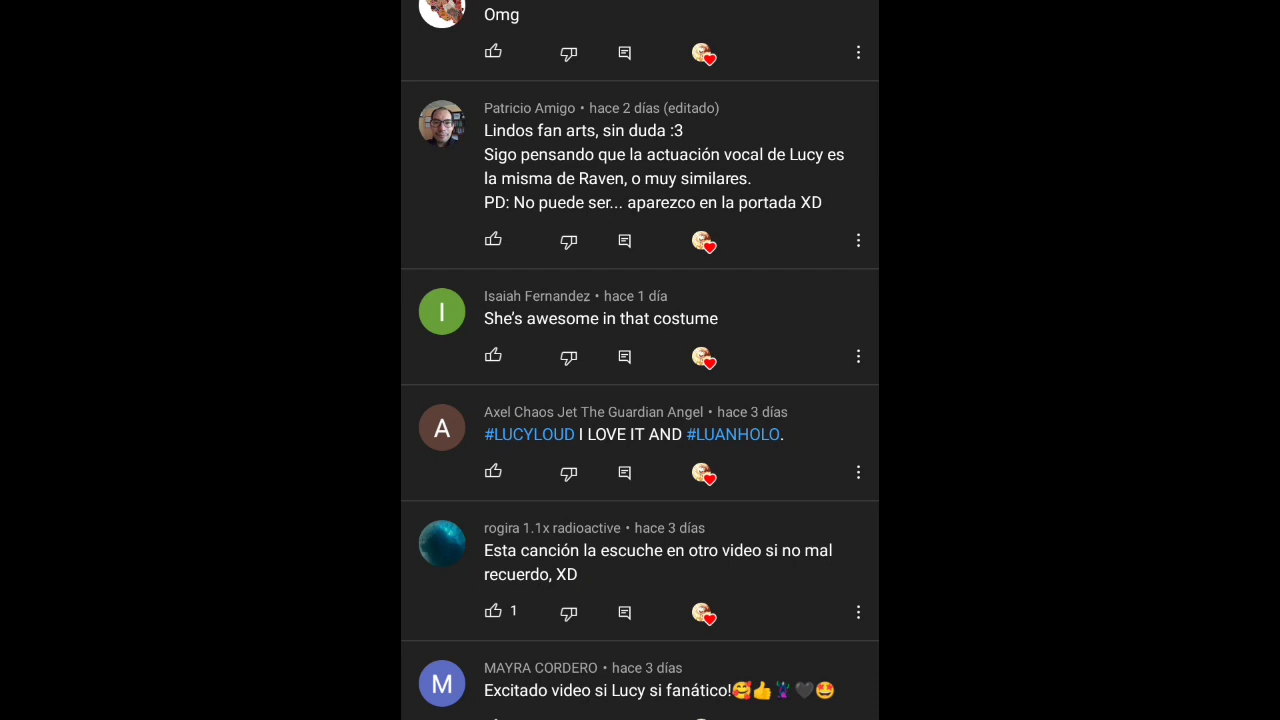 Omg
Patricio Amigo • hace 2 días (editado)
Lindos fan arts, sin duda :3
Sigo pensando que la actuación vocal de Lucy es
la misma de Raven, o muy similares.
PD: No puede ser... aparezco en la portada XD
I
Isaiah Fernandez • hace 1 día
She's awesome in that costume
A
Axel Chaos Jet The Guardian Angel • hace 3 días
#LUCYLOUD I LOVE IT AND #LUANHOLO.
rogira 1.1x radioactive • hace 3 días
Esta canción la escuche en otro video si no mal
recuerdo, XD
1
M
MAYRA CORDERO • hace 3 días
Excitado video si Lucy si fanático!🥰👍🦹🖤🤩